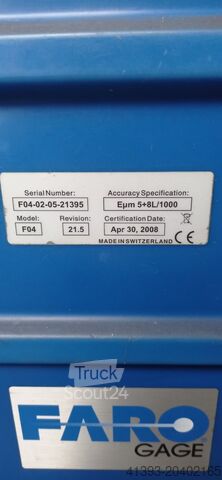 Serial Number: Accuracy Specification:
F04-02-05-21395 Eµm 5+8L/1000
Model: Revision: Certification Date:
F04 21.5 Apr 30, 2008
MADE IN SWITZERLAND CE
Truck
Scout24
FARO
GAGE
41393-20402165